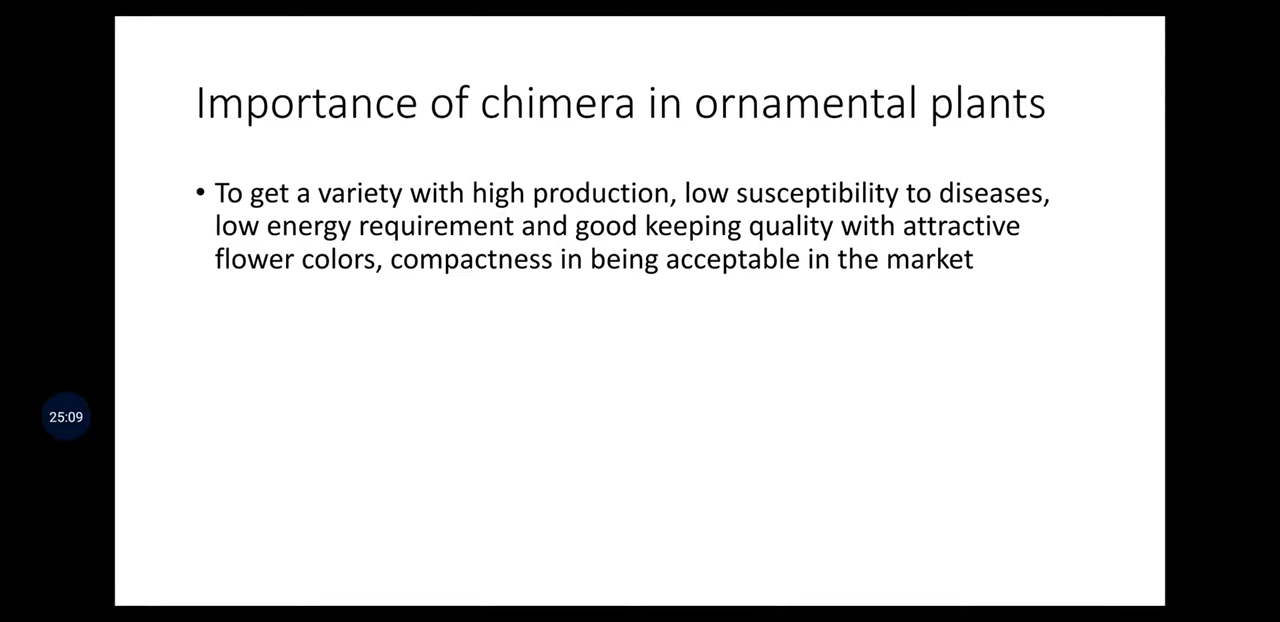 Importance of chimera in ornamental plants
• To get a variety with high production, low susceptibility to diseases,
low energy requirement and good keeping quality with attractive
flower colors, compactness in being acceptable in the market
25:09